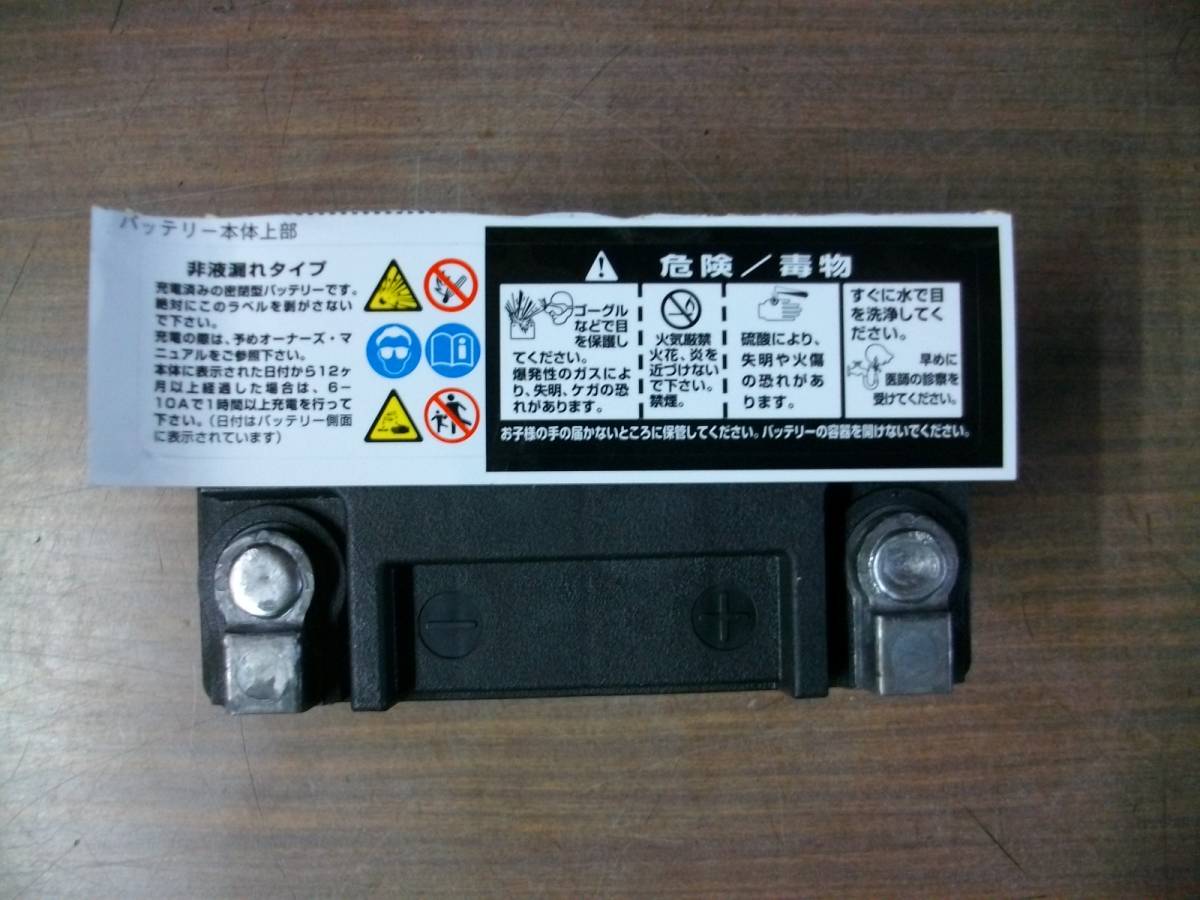 バッテリー本体上部
非液漏れタイプ
充電済みの密閉型バッテリーです。
絶対にこのラベルを剥がさない
で下さい。
充電の際は、予めオーナーズ・マ
ニュアルをご参照下さい。
本体に表示された日付から12ヶ
月以上経過した場合は、6－
10Aで1時間以上充電を行って
下さい。(日付はバッテリー側面
に表示されています)
危険／毒物
ゴーグル
などで目
を保護し
てください。
爆発性のガスによ
り、失明、ケガの恐
れがあります。
火気厳禁
火花、炎を
近づけない
で下さい。
禁煙。
硫酸により、
失明や火傷
の恐れがあ
ります。
すぐに水で目
を洗浄してく
ださい。
早めに
医師の診察を
受けてください。
お子様の手の届かないところに保管してください。バッテリーの容器を開けないでください。